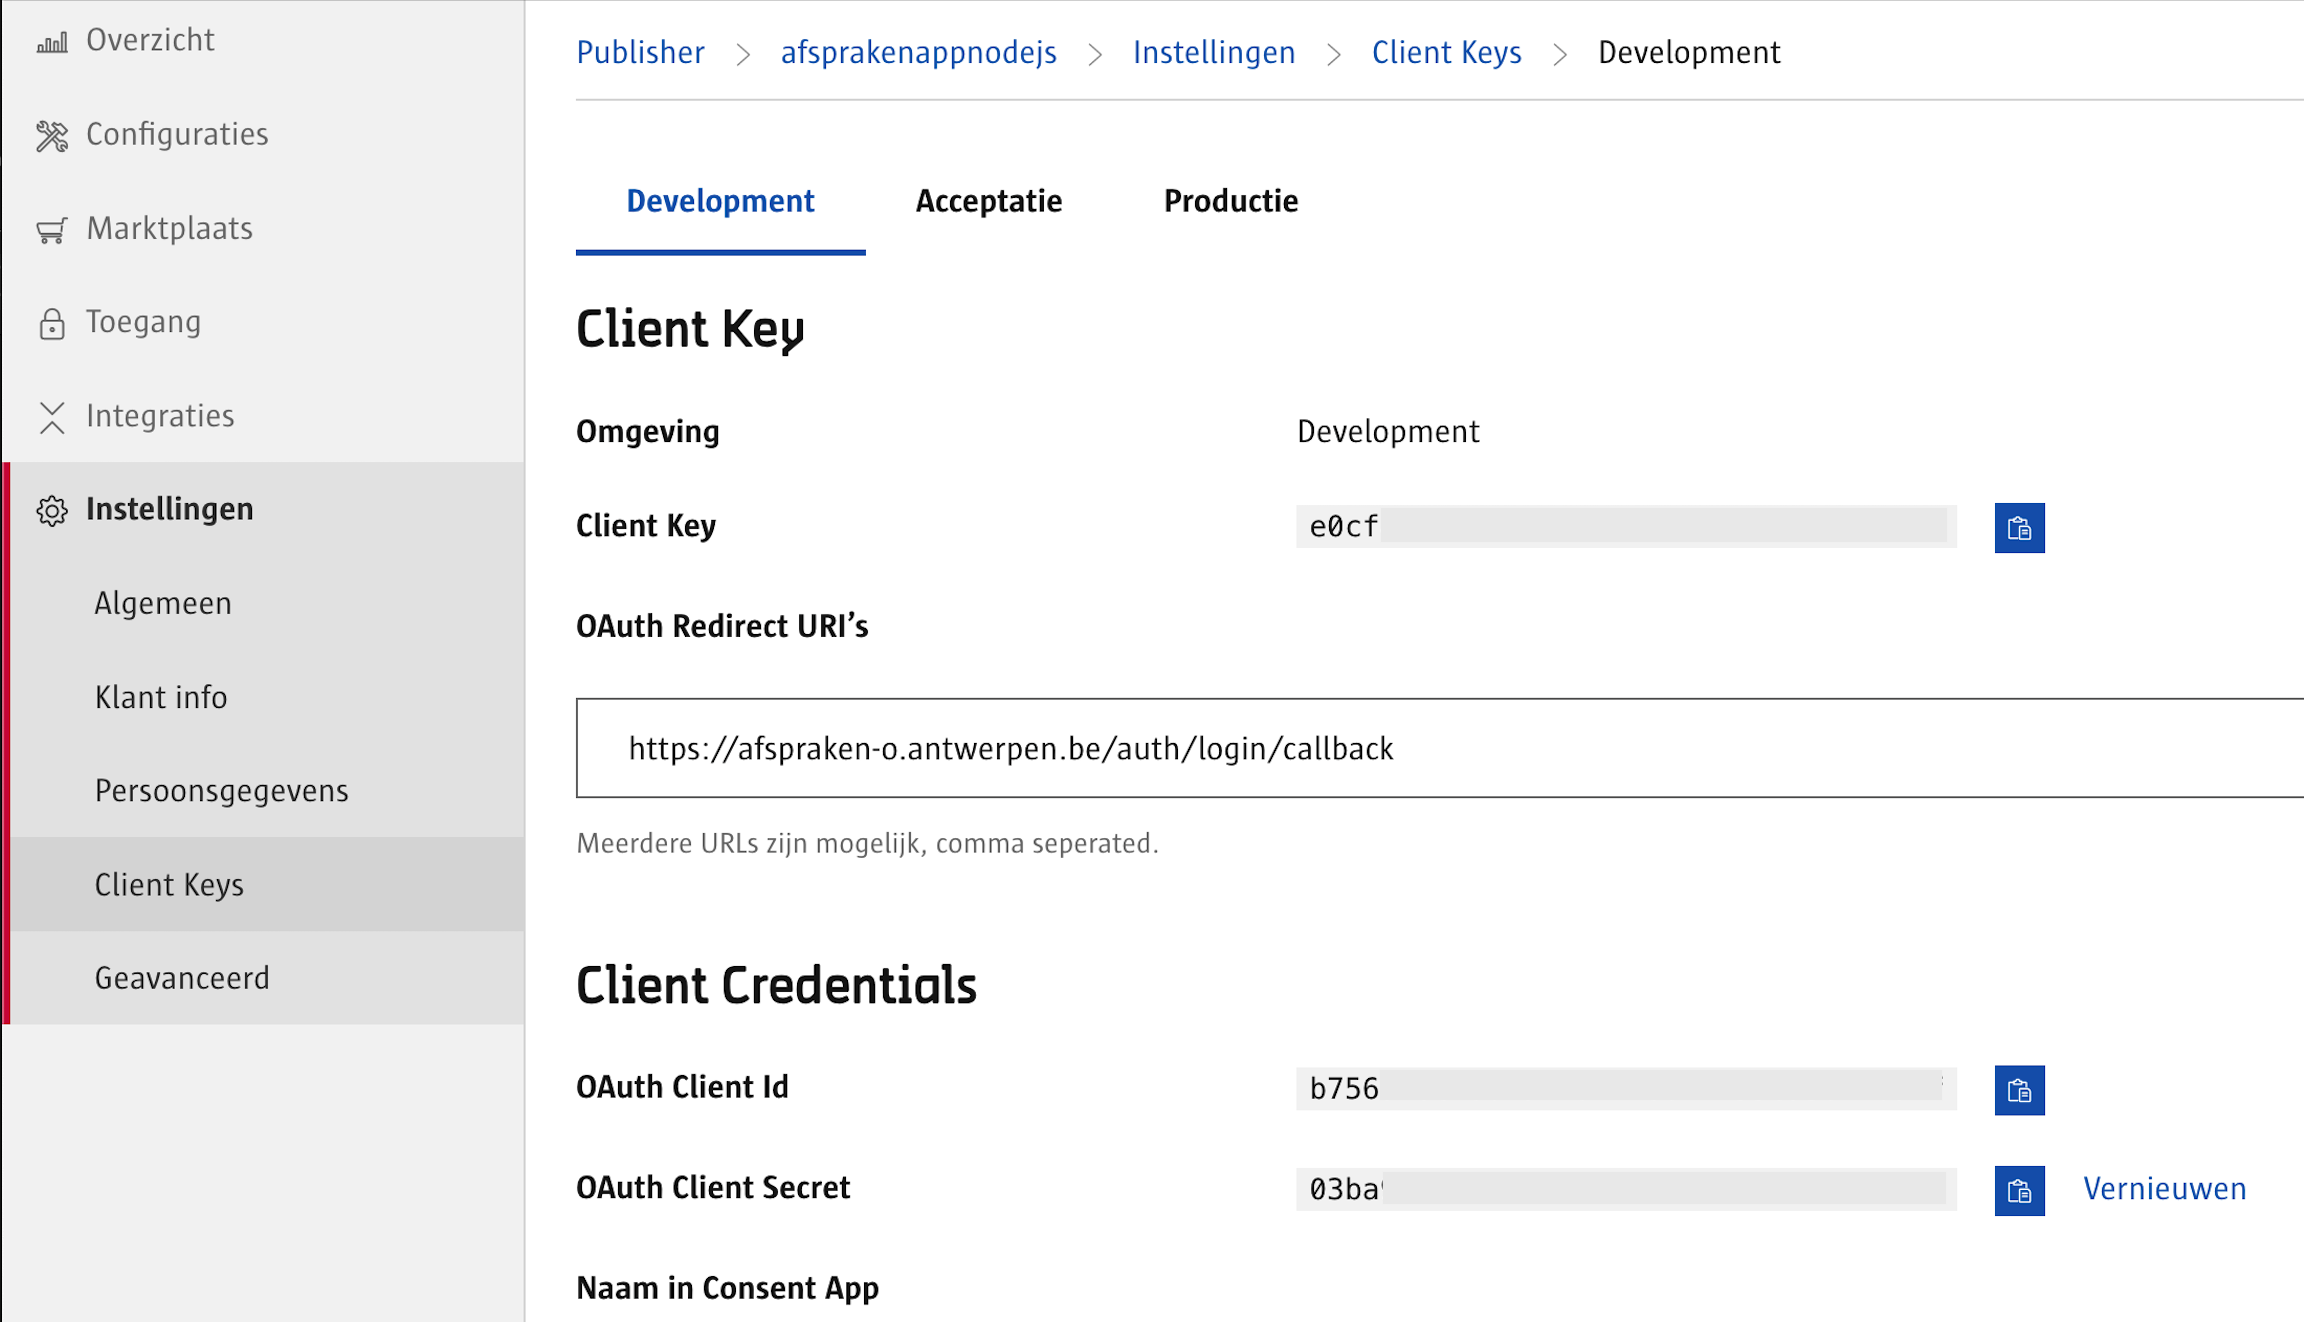 Overzicht
Configuraties
Marktplaats
Toegang
Integraties
Instellingen
Algemeen
Klant info
Persoonsgegevens
Client Keys
Geavanceerd
Publisher > afsprakenappnodejs > Instellingen > Client Keys > Development
Development Acceptatie Productie
Client Key
Omgeving Development
Client Key e0cf
OAuth Redirect URI’s
https://afspraken-o.antwerpen.be/auth/login/callback
Meerdere URLs zijn mogelijk, comma seperated.
Client Credentials
OAuth Client Id b756
OAuth Client Secret 03ba Vernieuwen
Naam in Consent App